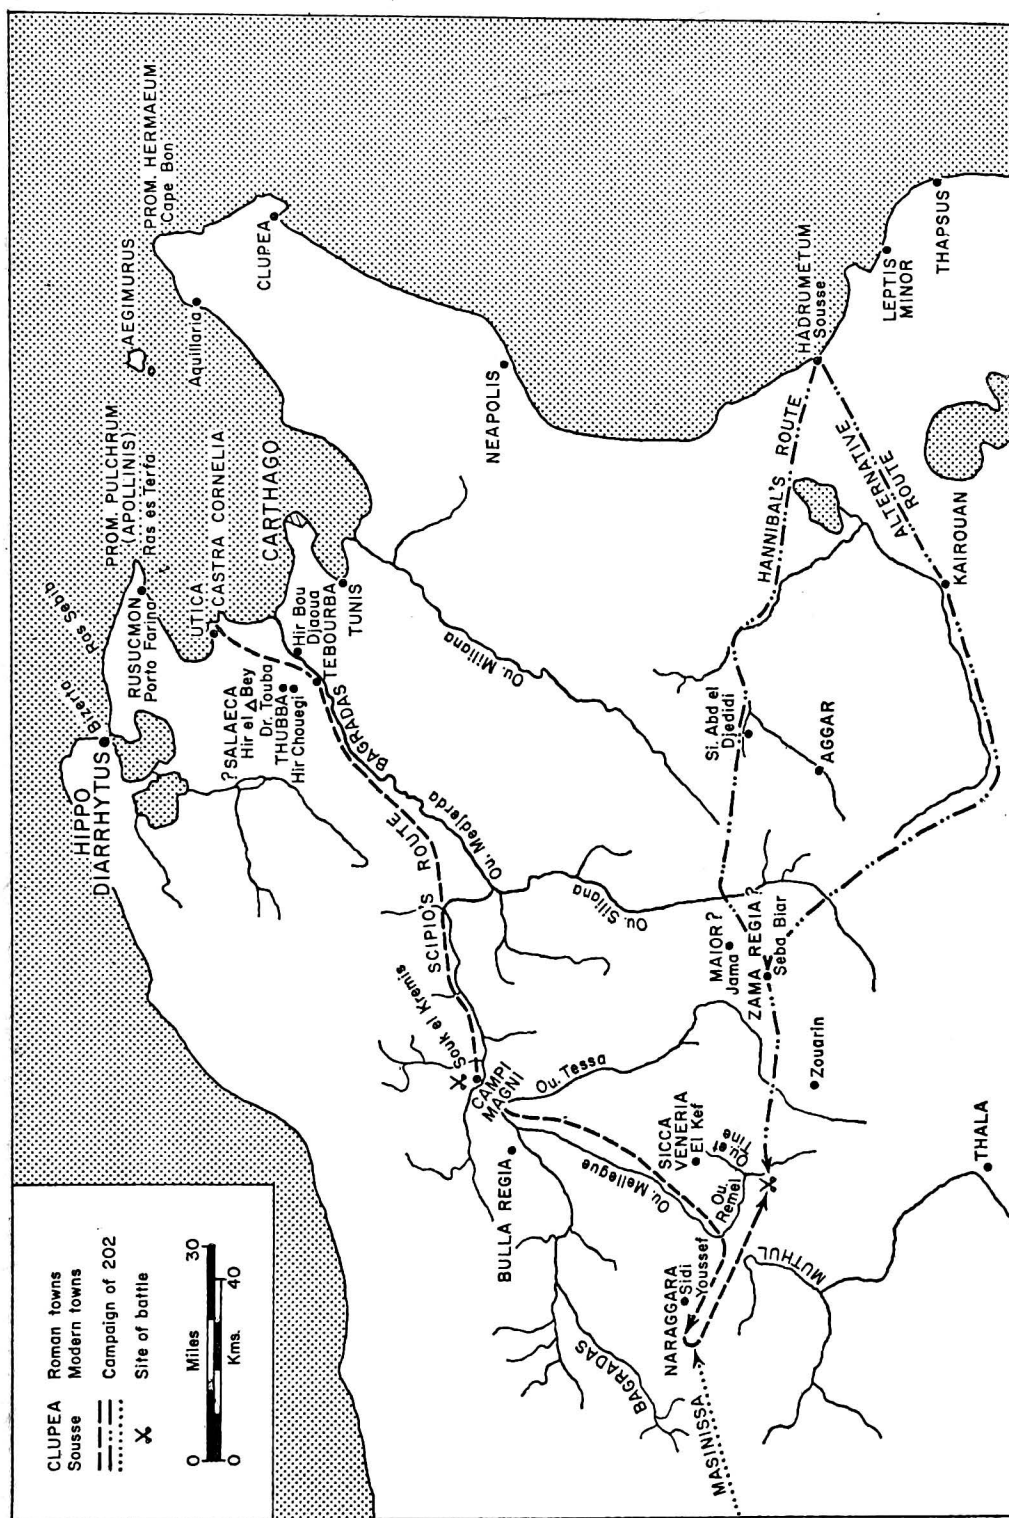 CLUPEA Roman towns
Sousse Modern towns
Campaign of 202
Site of battle
Miles
0 30
0 40
Kms.
HIPPO
DIARRHYTUS
Bizerta
Ras Sebib
PROM. PULCHRUM
(APOLLINIS)
Ras es Terfa
RUSUCMON
Porto Farina
AEGIMURUS
PROM. HERMAEUM
Cape Bon
Aquillaria
CLUPEA
UTICA
CASTRA CORNELIA
CARTHAGO
?SALAECA
Hir el Bey
Dr. Touba
THUBBA
Hir Chouegi
Hir Bou
Djaoua
TEBOURBA
TUNIS
BAGRADAS
Ou. Medjerda
SCIPIO'S ROUTE
Souk el Kremis
CAMPI
MAGNI
BULLA REGIA
Ou. Tessa
Ou. Mellegue
Ou. Siliana
Ou. Miliana
NEAPOLIS
BAGRADAS
SICCA
VENERIA
El Kef
Ou. et
Tine
Ou.
Remel
NARAGGARA
Sidi
Youssef
MASINISSA
MUTHUL
MAIOR?
Jama
ZAMA REGIA?
Seba Biar
Zouarin
THALA
Si. Abd el
Djedidi
AGGAR
HANNIBAL'S ROUTE
ALTERNATIVE
ROUTE
HADRUMETUM
Sousse
LEPTIS
MINOR
THAPSUS
KAIROUAN